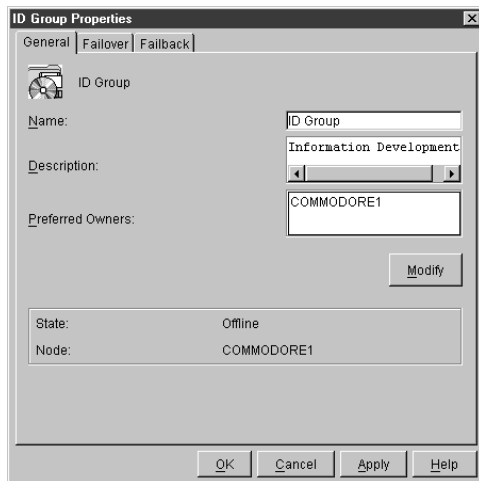 ID Group Properties
General Failover Failback
ID Group
Name: ID Group
Description: Information Development
Preferred Owners: COMMODORE1
Modify
State: Offline
Node: COMMODORE1
OK Cancel Apply Help